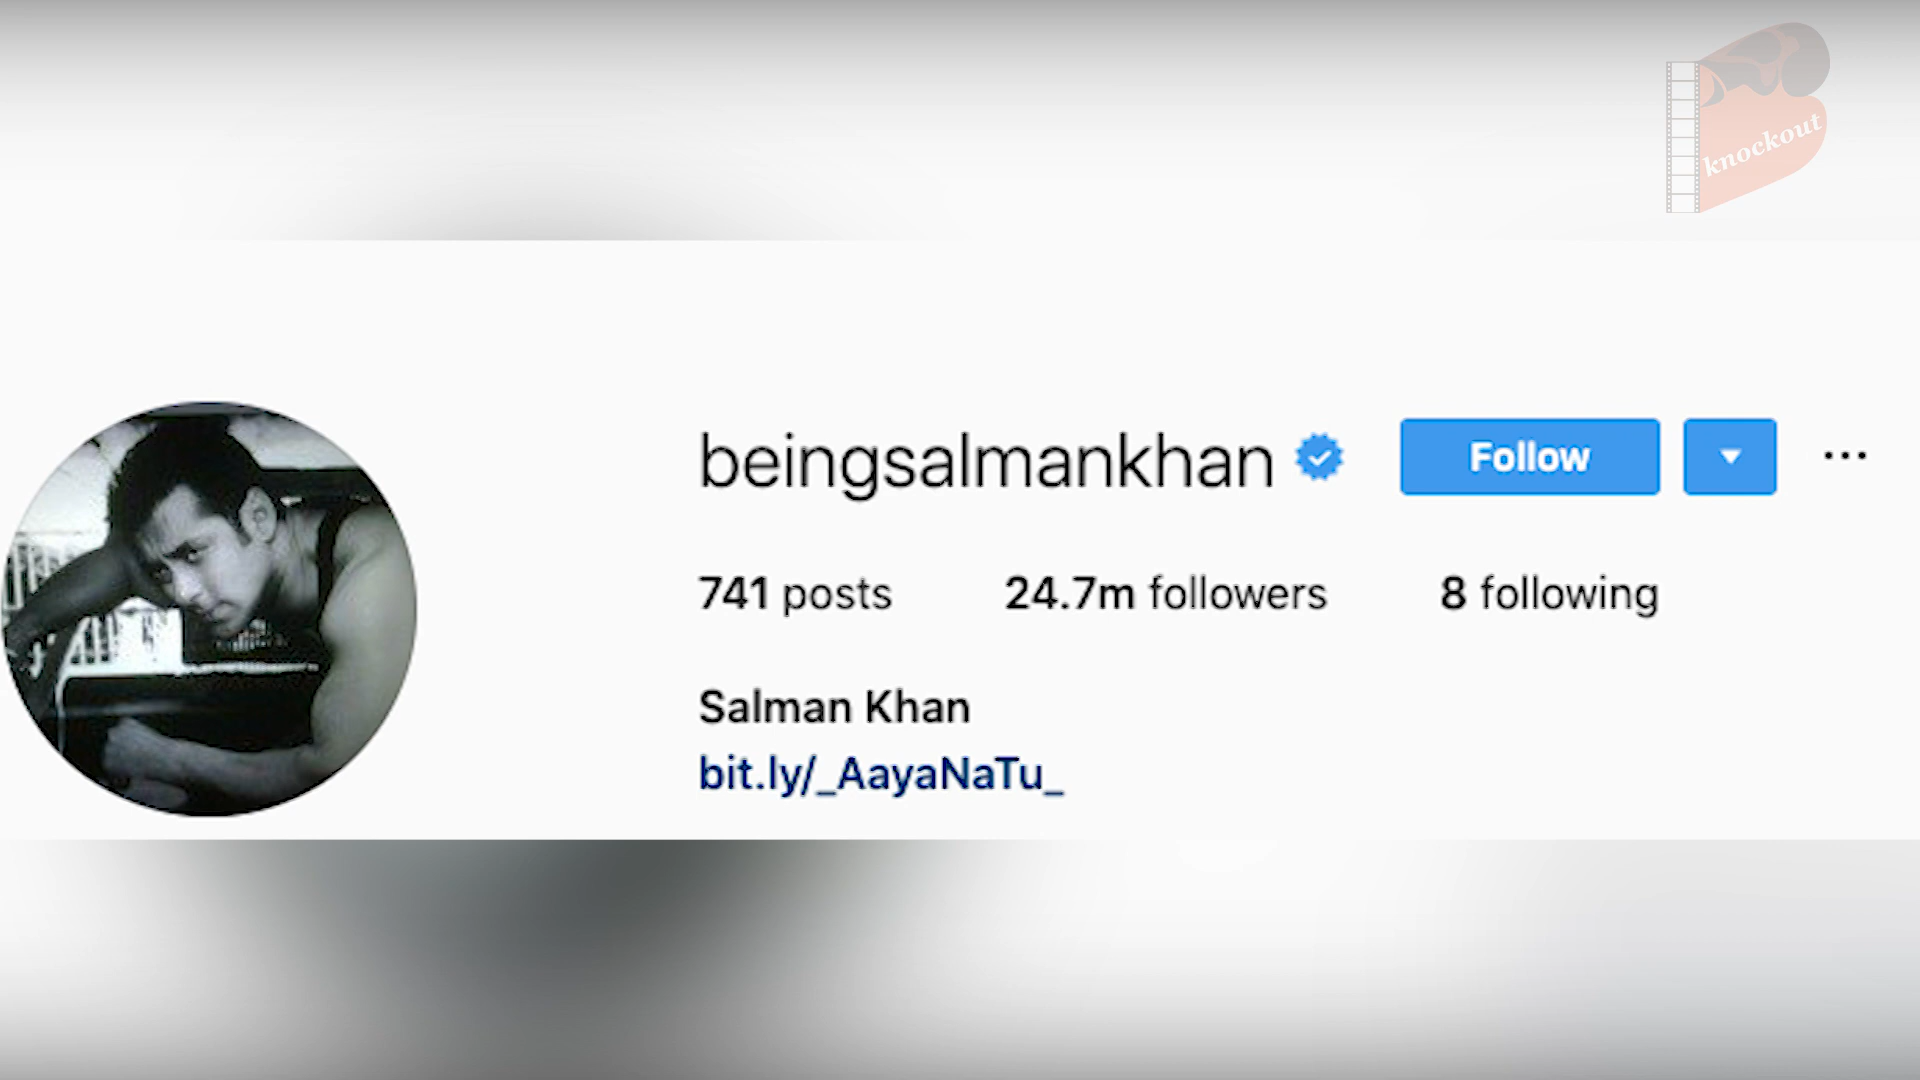 knockout
beingsalmankhan Follow
741 posts 24.7m followers 8 following
Salman Khan
bit.ly/_AayaNaTu_